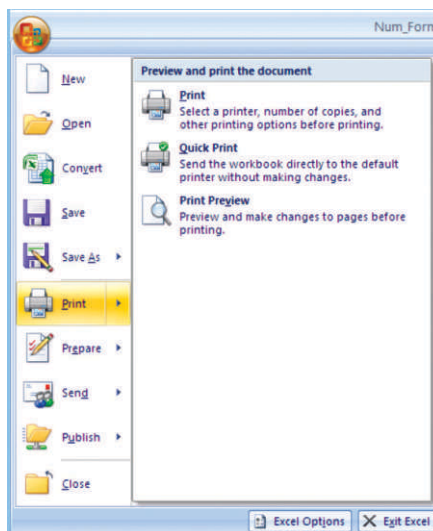 Num_Form
New
Open
Convert
Save
Save As
Print
Prepare
Send
Publish
Close
Preview and print the document
Print
Select a printer, number of copies, and
other printing options before printing.
Quick Print
Send the workbook directly to the default
printer without making changes.
Print Preview
Preview and make changes to pages before
printing.
Excel Options
Exit Excel